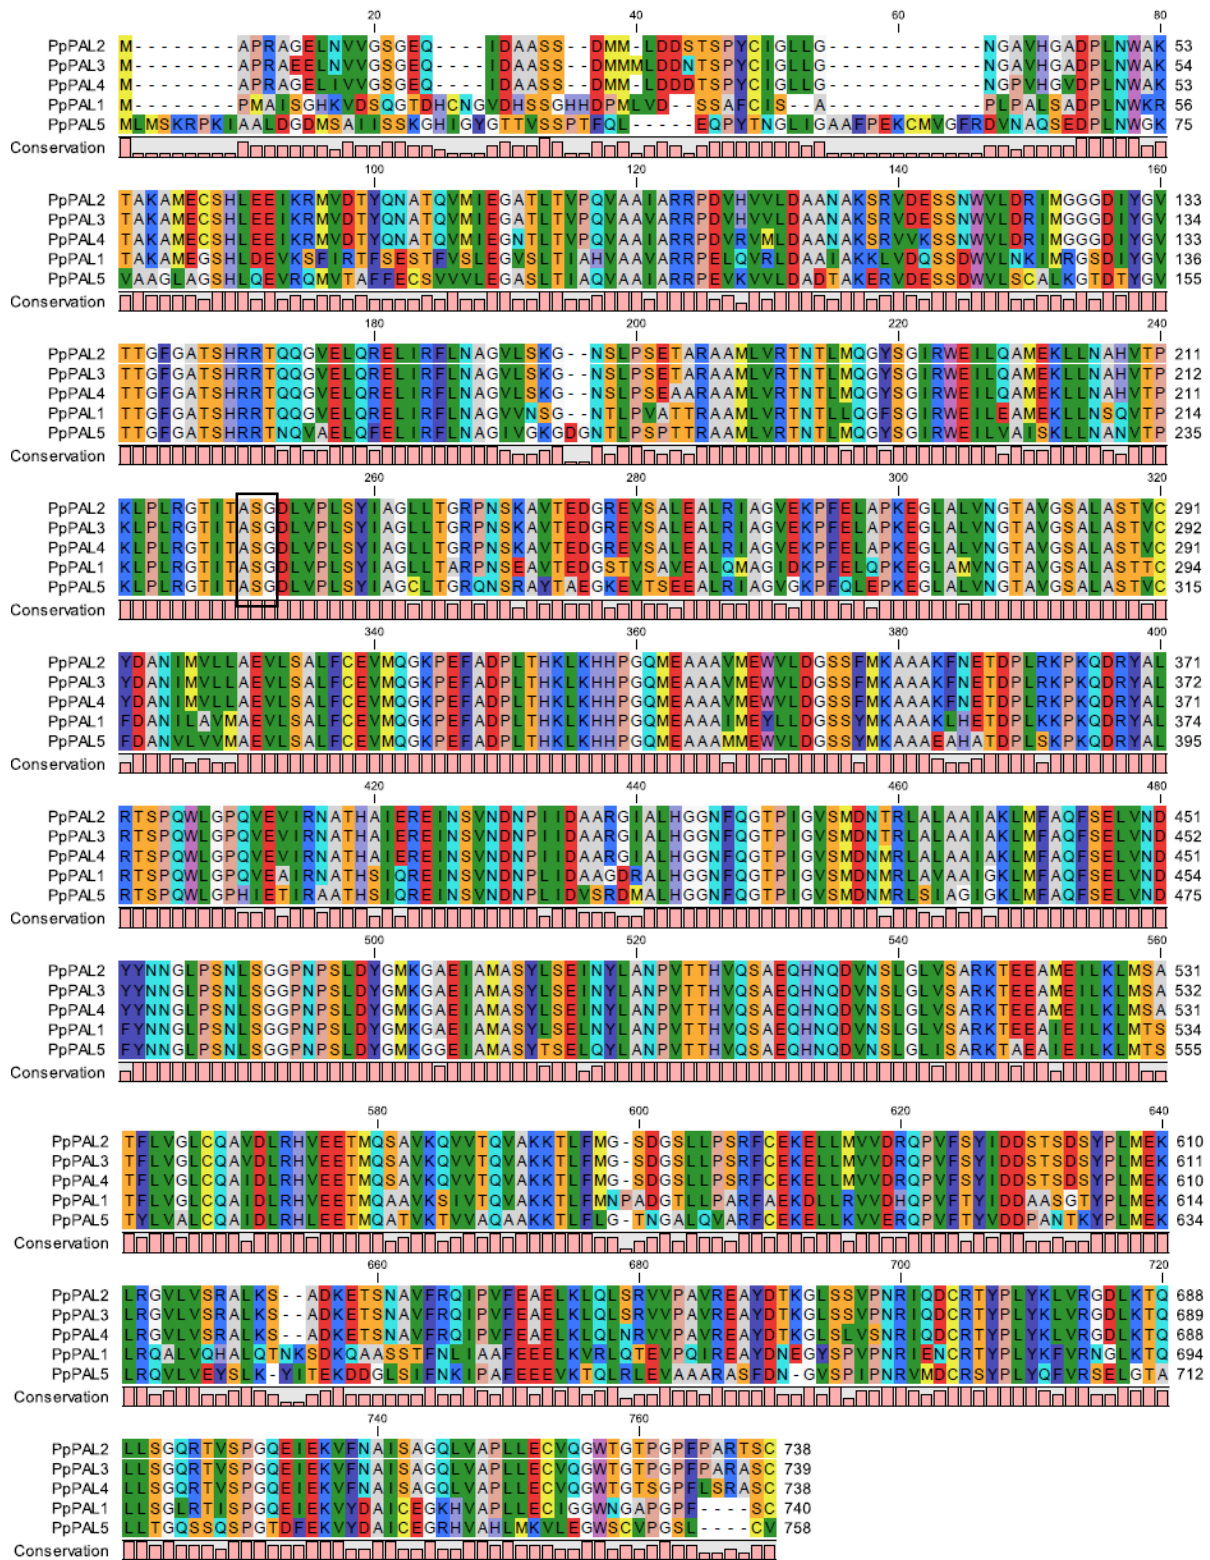 20 40 60 80
PpPAL2 M--------APRAGELNVVGSGEQ----IDAASS--DMM-LDDSTSPYCIGLLG------------NGAVHGADPLNWAK 53
PpPAL3 M--------APRAEELNVVGSGEQ----IDAASS--DMMMLDDNTSPYCIGLLG------------NGAVHGADPLNWAK 54
PpPAL4 M--------APRAGELIVVGSGEQ----IDAASS--DMM-LDDDTSPYCIGLLG------------NGPVHGVDPLNWAK 53
PpPAL1 M--------PMAISGHKVDSQGTDHCNGVDHSSGHHDPMLVD--SSAFCIS--A------------PLPALSADPLNWKR 56
PpPAL5 MLMSKRPKIAALDGDMSAIISSKGHIGYGTTVSSPTFQL-----EQPYTNGLIGAAFPEKCMVGFRDVNAQSEDPLNWGK 75
Conservation
100 120 140 160
PpPAL2 TAKAMECSHLEEIKRMVDTYQNATQVMIEGATLTVPQVAAIARRPDVHVVLDAANAKSRVDESSNWVLDRIMGGGDIYGV 133
PpPAL3 TAKAMECSHLEEIKRMVDTYQNATQVMIEGATLTVPQVAAVARRPDVHVVLDAANAKSRVDESSNWVLDRIMGGGDIYGV 134
PpPAL4 TAKAMECSHLEEIKRMVDTYQNATQVMIEGNTLTVPQVAAIARRPDVRVMLDAANAKSRVVKSSNWVLDRIMGGGDIYGV 133
PpPAL1 TAKAMEGSHLDEVKSFIRTFSESTFVSLEGVSLTIAHVAAIARRPELQVRLDAAIAKKLVDQSSDWVLNKIMRGSDIYGV 136
PpPAL5 VAAGLAGSHLQEVRQMVTAFFECSVVVLEGASLTIAQVAAIARRPEVKVVLDADTAKERVDESSDWVLSCALKGTDTYGV 155
Conservation
180 200 220 240
PpPAL2 TTGFGATSHRRTQQGVELQRELIRFLNAGVLSKG--NSLPSETARAAMLVRTNTLMQGYSGIRWEILQAMEKLLNAHVTP 211
PpPAL3 TTGFGATSHRRTQQGVELQRELIRFLNAGVLSKG--NSLPSETARAAMLVRTNTLMQGYSGIRWEILQAMEKLLNAHVTP 212
PpPAL4 TTGFGATSHRRTQQGVELQRELIRFLNAGVLSKG--NSLPSEAARAAMLVRTNTLMQGYSGIRWEILQAMEKLLNAHVTP 211
PpPAL1 TTGFGATSHRRTQQGVELQRELIRFLNAGVVNSG--NTLPVATTRAAMLVRTNTLLQGFSGIRWEILEAMEKLLNSQVTP 214
PpPAL5 TTGFGATSHRRTNQVAELQFELIRFLNAGIVGKGDGNTLPSPTTRAAMLVRTNTLMQGYSGIRWEILVAISKLLNANVTP 235
Conservation
260 280 300 320
PpPAL2 KLPLRGTITASGDLVPLSYIAGLLTGRPNSKAVTEDGREVSALEALRIAGVEKPFELAPKEGLALVNGTAVGSALASTVC 291
PpPAL3 KLPLRGTITASGDLVPLSYIAGLLTGRPNSKAVTEDGREVSALEALRIAGVEKPFELAPKEGLALVNGTAVGSALASTVC 292
PpPAL4 KLPLRGTITASGDLVPLSYIAGLLTGRPNSKAVTEDGREVSALEALRIAGVEKPFELAPKEGLALVNGTAVGSALASTVC 291
PpPAL1 KLPLRGTITASGDLVPLSYIAGLLTARPNSEAVTEDGSTVSAVEALQMAGIDKPFELQPKEGLAMVNGTAVGSALASTTC 294
PpPAL5 KLPLRGTITASGDLVPLSYIAGCLTGRQNSRAYTAEGKEVTSEEALRIAGVGKPFQLEPKEGLALVNGTAVGSALASTVC 315
Conservation
340 360 380 400
PpPAL2 YDANIMVLLAEVLSALFCEVMQGKPEFADPLTHKLKHHPGQMEAAAVMEWVLDGSSFMKAAAKFNETDPLRKPKQDRYAL 371
PpPAL3 YDANIMVLLAEVLSALFCEVMQGKPEFADPLTHKLKHHPGQMEAAAVMEWVLDGSSFMKAAAKFNETDPLRKPKQDRYAL 372
PpPAL4 YDANIMVLLAEVLSALFCEVMQGKPEFADPLTHKLKHHPGQMEAAAVMEWVLDGSSFMKAAAKFNETDPLRKPKQDRYAL 371
PpPAL1 FDANILAVMAEVLSALFCEVMQGKPEFADPLTHKLKHHPGQMEAAAIMEYLLDGSSYMKAAAKLHETDPLKKPKQDRYAL 374
PpPAL5 FDANVLVVMAEVLSALFCEVMQGKPEFADPLTHKLKHHPGQMEAAAMMEWVLDGSSYMKAAAEAHATDPLSKPKQDRYAL 395
Conservation
420 440 460 480
PpPAL2 RTSPQWLGPQVEVIRNATHAIEREINSVNDNPIIDAARGIALHGGNFQGTPIGVSMDNTRLALAAIAKLMFAQFSELVND 451
PpPAL3 RTSPQWLGPQVEVIRNATHAIEREINSVNDNPIIDAARGIALHGGNFQGTPIGVSMDNTRLALAAIAKLMFAQFSELVND 452
PpPAL4 RTSPQWLGPQVEVIRNATHAIEREINSVNDNPIIDAARGIALHGGNFQGTPIGVSMDNMRLALAAIAKLMFAQFSELVND 451
PpPAL1 RTSPQWLGPQVEAIRNATHSIQREINSVNDNPLIDAAGDRALHGGNFQGTPIGVSMDNMRLAVAAIGKLMFAQFSELVND 454
PpPAL5 RTSPQWLGPHIETIRAATHSIQREINSVNDNPLIDVSRDMALHGGNFQGTPIGVSMDNMRLSIAGIGKLMFAQFSELVND 475
Conservation
500 520 540 560
PpPAL2 YYNNGLPSNLSGGPNPSLDYGMKGAEIAMASYLSEINYLANPVTTHVQSAEQHNQDVNSLGLVSARKTEEAMEILKLMSA 531
PpPAL3 YYNNGLPSNLSGGPNPSLDYGMKGAEIAMASYLSEINYLANPVTTHVQSAEQHNQDVNSLGLVSARKTEEAMEILKLMSA 532
PpPAL4 YYNNGLPSNLSGGPNPSLDYGMKGAEIAMASYLSEINYLANPVTTHVQSAEQHNQDVNSLGLVSARKTEEAMEILKLMSA 531
PpPAL1 FYNNGLPSNLSGGPNPSLDYGMKGAEIAMASYLSELNYLANPVTTHVQSAEQHNQDVNSLGLVSARKTEEAIEILKLMTS 534
PpPAL5 FYNNGLPSNLSGGPNPSLDYGMKGGEIAMASYTSELQYLANPVTTHVQSAEQHNQDVNSLGLISARKTAEAIEILKLMTS 555
Conservation
580 600 620 640
PpPAL2 TFLVGLCQAVDLRHVEETMQSAVKQVVTQVAKKTLFMG-SDGSLLPSRFCEKELLMVVDRQPVFSYIDDSTSDSYPLMEK 610
PpPAL3 TFLVGLCQAVDLRHVEETMQSAVKQVVTQVAKKTLFMG-SDGSLLPSRFCEKELLMVVDRQPVFSYIDDSTSDSYPLMEK 611
PpPAL4 TFLVGLCQAIDLRHVEETMQSAVKQVVTQVAKKTLFMG-SDGSLLPSRFCEKELLMVVDRQPVFSYIDDSTSDSYPLMEK 610
PpPAL1 TFLVGLCQAIDLRHVEETMQAAVKSIVTQVAKKTLFMNPADGTLLPARFAEKDLLRVVDHQPVFTYIDDAASGTYPLMEK 614
PpPAL5 TYLVALCQAIDLRHLEETMQATVKTVVAQAAKKTLFLG-TNGALQVARFCEKELLKVVERQPVFTYVDDPANTKYPLMEK 634
Conservation
660 680 700 720
PpPAL2 LRGVLVSRALKS--ADKETSNAVFRQIPVFEAELKLQLSRVVPAVREAYDTKGLSSVPNRIQDCRTYPLYKLVRGDLKTQ 688
PpPAL3 LRGVLVSRALKS--ADKETSNAVFRQIPVFEAELKLQLSRVVPAVREAYDTKGLSSVPNRIQDCRTYPLYKLVRGDLKTQ 689
PpPAL4 LRGVLVSRALKS--ADKETSNAVFRQIPVFEAELKLQLNRVVPAVREAYDTKGLSLVSNRIQDCRTYPLYKLVRGDLKTQ 688
PpPAL1 LRQALVQHALQTNKSDKQAASSTFNLIAAFEEELKVRLQTEVPQIREAYDNEGYSPVPNRIENCRTYPLYKFVRNGLKTQ 694
PpPAL5 LRQVLVEYSLK-YITEKDDGLSIFNKIPAFEEEVKTQLRLEVAAARASFDN-GVSPIPNRVMDCRSYPLYQFVRSELGTA 712
Conservation
740 760
PpPAL2 LLSGQRTVSPGQEIEKVFNAISAGQLVAPLLECVQGWTGTPGPFPARTSC 738
PpPAL3 LLSGQRTVSPGQEIEKVFNAISAGQLVAPLLECVQGWTGTPGPFPARASC 739
PpPAL4 LLSGQRTVSPGQEIEKVFNAISAGQLVAPLLECVQGWTGTSGPFLSRASC 738
PpPAL1 LLSGLRTISPGQEIEKVYDAICEGKHVAPLLECIGGWNGAPGPF----SC 740
PpPAL5 LLTGQSSQSPGTDFEKVYDAICEGRHVAHLMKVLEGWSCVPGSL----CV 758
Conservation